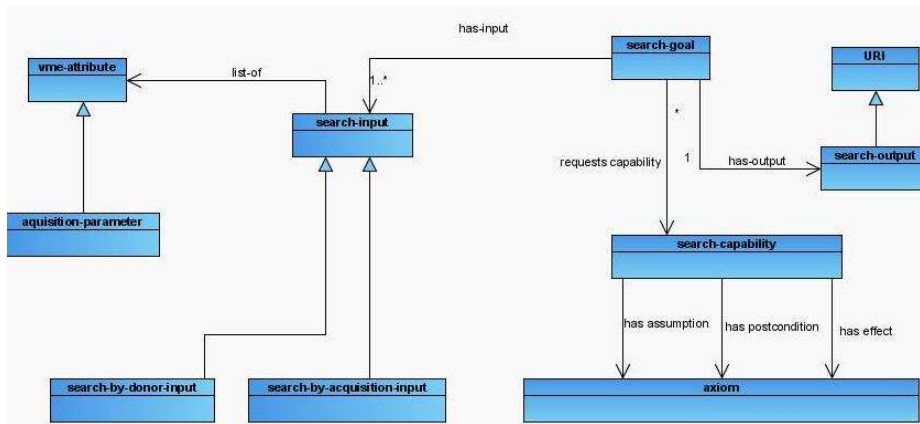 has-input
search-goal
URI
vme-attribute
list-of
1..*
search-input
*
requests capability
1
has-output
search-output
aquisition-parameter
search-capability
has assumption
has postcondition
has effect
search-by-donor-input
search-by-acquisition-input
axiom